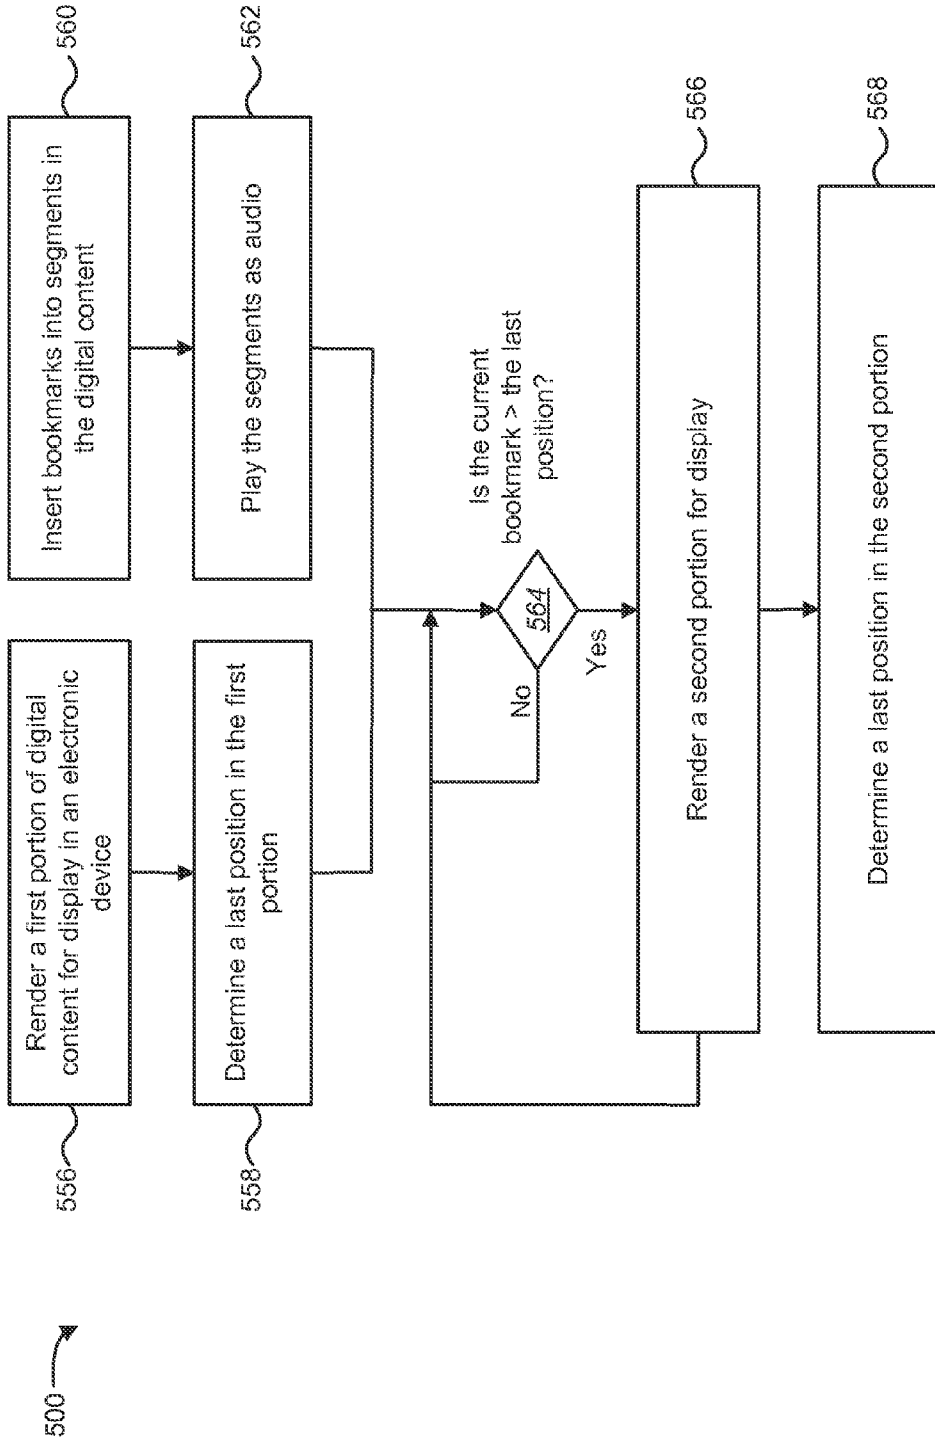 500
556
Render a first portion of digital
content for display in an electronic
device
560
Insert bookmarks into segments in
the digital content
558
Determine a last position in the first
portion
562
Play the segments as audio
Is the current
bookmark > the last
position?
564
No
Yes
566
Render a second portion for display
568
Determine a last position in the second portion